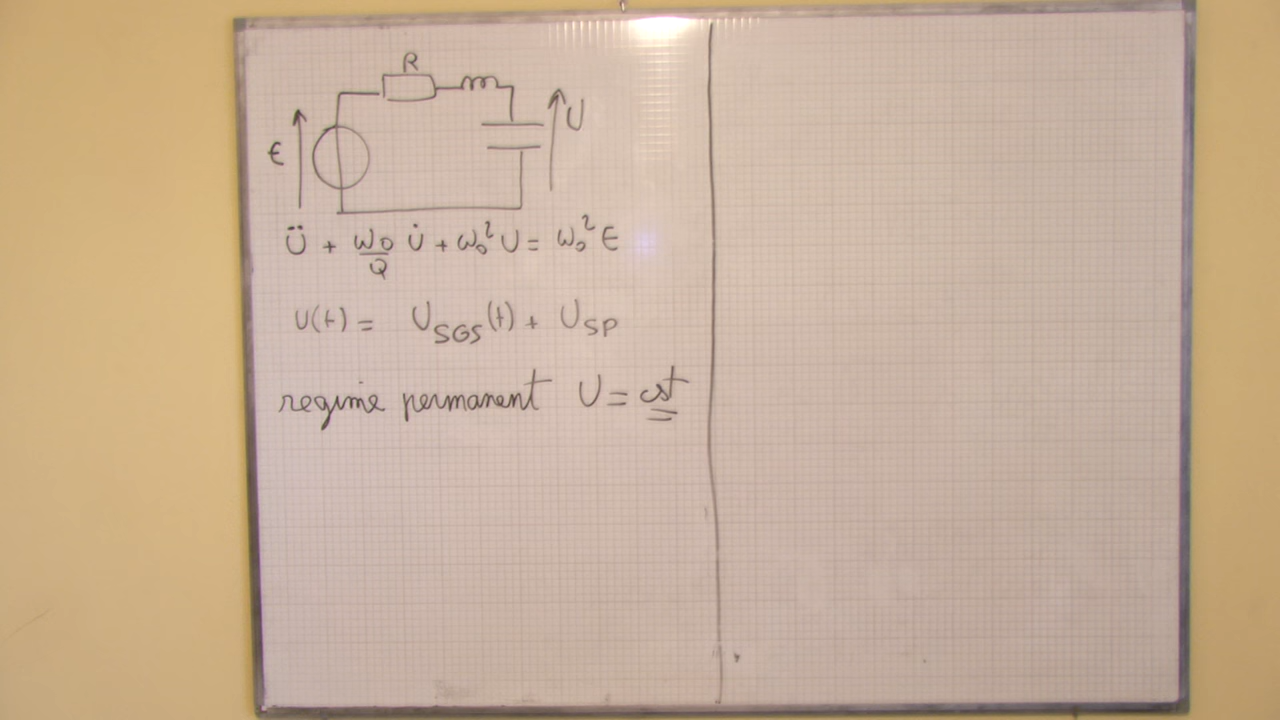 R
U
E
Ü + ω₀/Q U̇ + ω₀² U = ω₀² E
U(t) = U_SGS(t) + U_SP
regime permanent U = cst